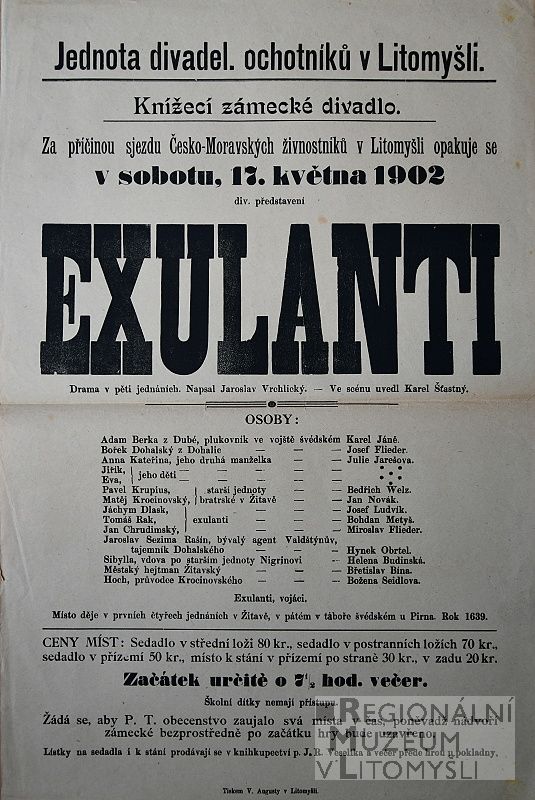 Jednota divadel. ochotníků v Litomyšli.
Knížecí zámecké divadlo.
Za příčinou sjezdu Česko-Moravských živnostníků v Litomyšli opakuje se
v sobotu, 17. května 1902
div. představení
EXULANTI
Drama v pěti jednáních. Napsal Jaroslav Vrchlický. — Ve scénu uvedl Karel Šťastný.
OSOBY:
Adam Berka z Dubé, plukovník ve vojště švédském Karel Jáně.
Bořek Dohalský z Dohalic — — — Josef Flieder.
Anna Kateřina, jeho druhá manželka — — Julie Jarešova.
Jiřík, } jeho děti — — — —
Eva,
Pavel Krupius, } starší jednoty — — Bedřich Welz.
Matěj Krocinovský, } bratrské v Žitavě — — Jan Novák.
Jáchym Dlask, — — — Josef Ludvík.
Tomáš Rak, } exulanti — — — Bohdan Metyš.
Jan Chrudimský, — — — Miroslav Flieder.
Jaroslav Sezima Rašín, bývalý agent Valdštýnův,
tajemník Dohalského — — — Hynek Obrtel.
Sibylla, vdova po starším jednoty Nigrinovi — Helena Budinská.
Městský hejtman Žitavský — — — Břetislav Bína.
Hoch, průvodce Krocinovského — — — Božena Seidlova.
Exulanti, vojáci.
Místo děje v prvních čtyřech jednáních v Žitavě, v pátém v táboře švédském u Pirna. Rok 1639.
CENY MÍST: Sedadlo v střední loži 80 kr., sedadlo v postranních ložích 70 kr.,
sedadlo v přízemí 50 kr., místo k stání v přízemí po straně 30 kr., v zadu 20 kr.
Začátek určitě o 7½ hod. večer.
Školní dítky nemají přístupu.
Žádá se, aby P. T. obecenstvo zaujalo svá místa v čas, poněvadž nádvoří
zámecké bezprostředně po začátku hry bude uzavřeno.
Lístky na sedadla i k stání prodávají se v knihkupectví p. J. R. Veselíka a večer přede hrou u pokladny.
Tiskem V. Augusty v Litomyšli.
REGIONÁLNÍ
MUZEUM
V LITOMYŠLI